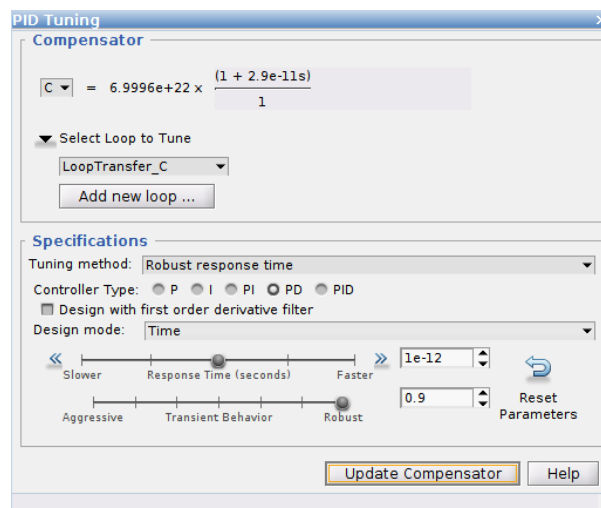 PID Tuning
Compensator
C = 6.9996e+22 x (1 + 2.9e-11s)
1
Select Loop to Tune
LoopTransfer_C
Add new loop ...
Specifications
Tuning method: Robust response time
Controller Type: P I PI PD PID
Design with first order derivative filter
Design mode: Time
1e-12
Slower Response Time (seconds) Faster
0.9 Reset
Aggressive Transient Behavior Robust Parameters
Update Compensator Help